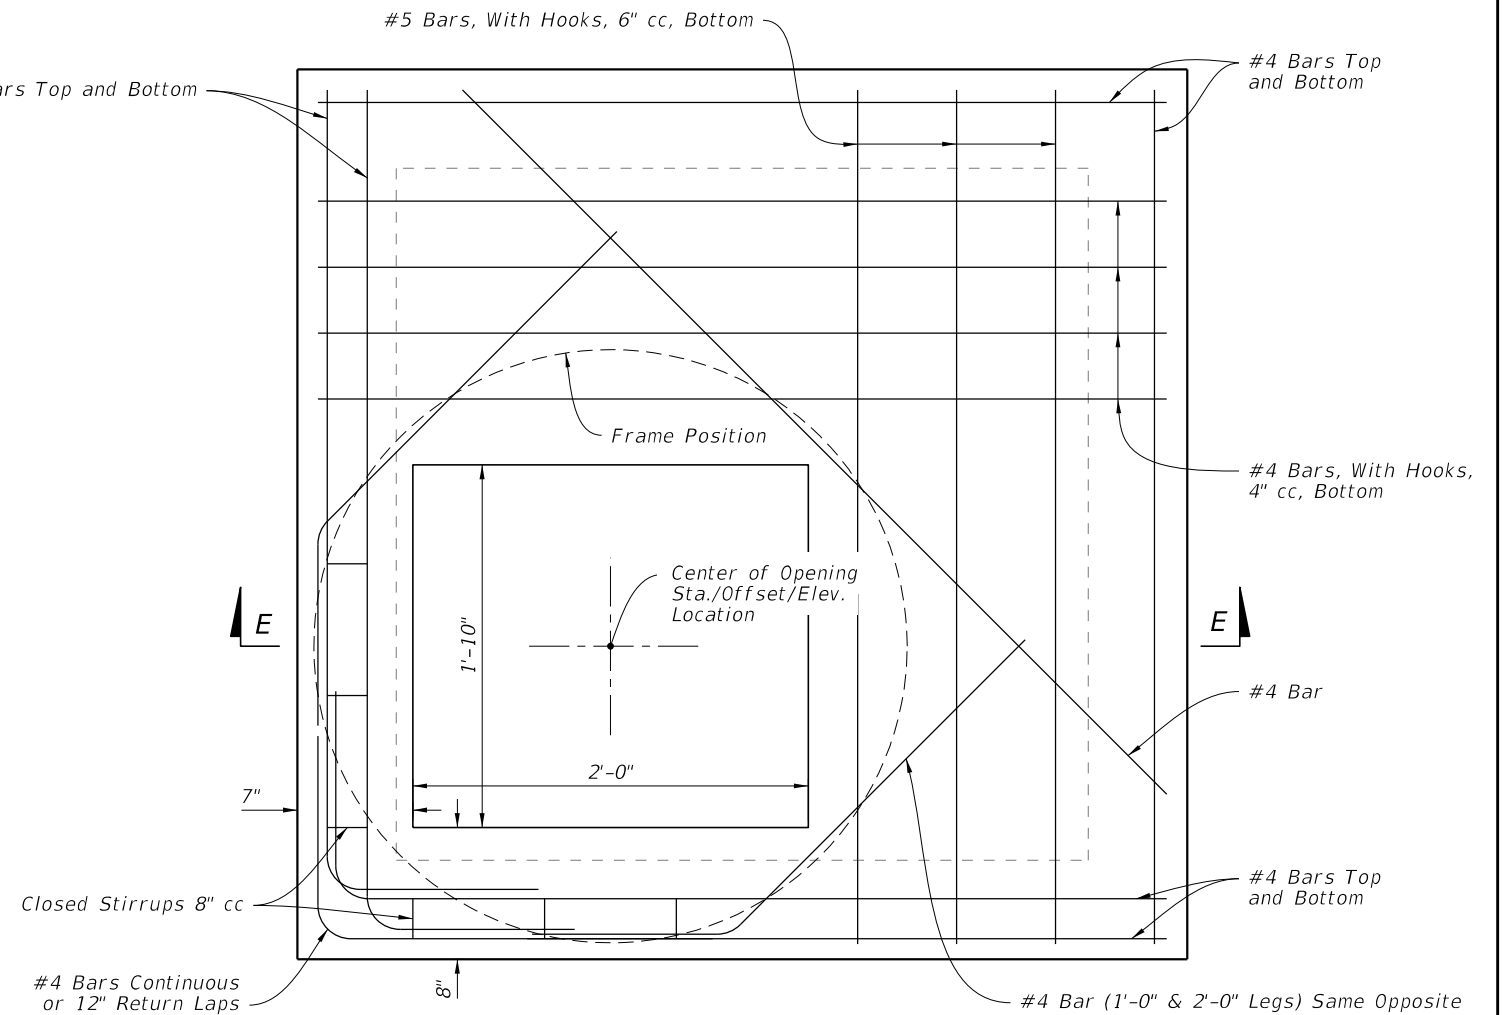 #5 Bars, With Hooks, 6" cc, Bottom
#4 Bars Top
and Bottom
Top and Bottom
Frame Position
#4 Bars, With Hooks,
4" cc, Bottom
Center of Opening
Sta./Offset/Elev.
Location
E
E
1'-10"
#4 Bar
2'-0"
7"
#4 Bars Top
and Bottom
Closed Stirrups 8" cc
#4 Bars Continuous
or 12" Return Laps
8"
#4 Bar (1'-0" & 2'-0" Legs) Same Opposite